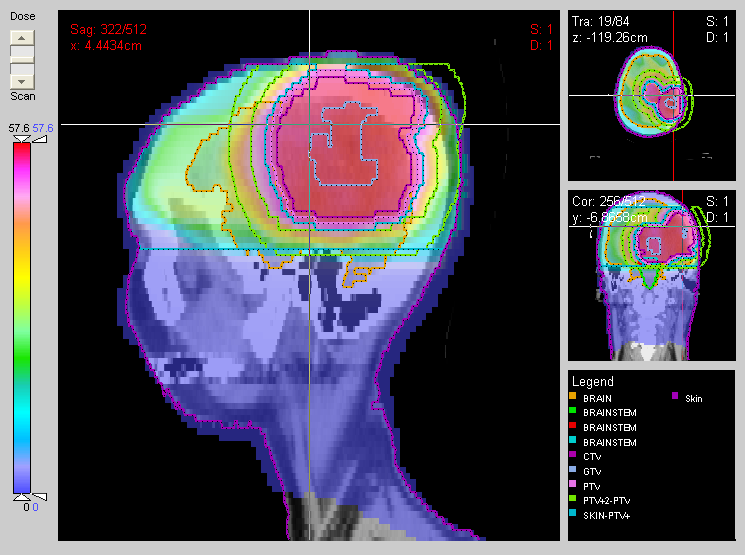 Dose
Scan
57.6 57.6
0 0
Sag: 322/512
x: 4.4434cm
S: 1
D: 1
Tra: 19/84
z: -119.26cm
S: 1
D: 1
Cor: 256/512
y: -6.8658cm
S: 1
D: 1
Legend
BRAIN
BRAINSTEM
BRAINSTEM
BRAINSTEM
CTV
GTV
PTV
PTV+2-PTV
SKIN-PTV+
Skin